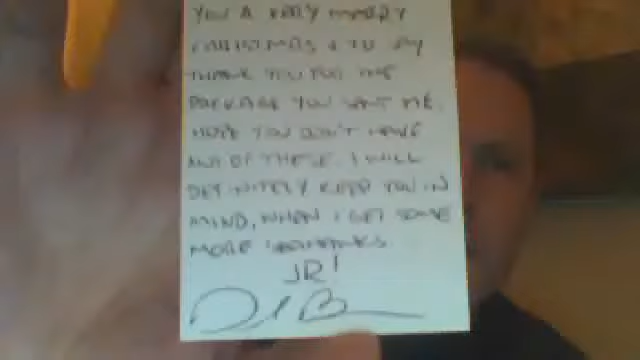 YOU A VERY MERRY
CHRISTMAS & TO SAY
THANK YOU FOR THE
PACKAGE YOU SENT ME.
HOPE YOU DON'T HAVE
ANY OF THESE. I WILL
DEFINITELY KEEP YOU IN
MIND, WHEN I GET SOME
MORE
JR!